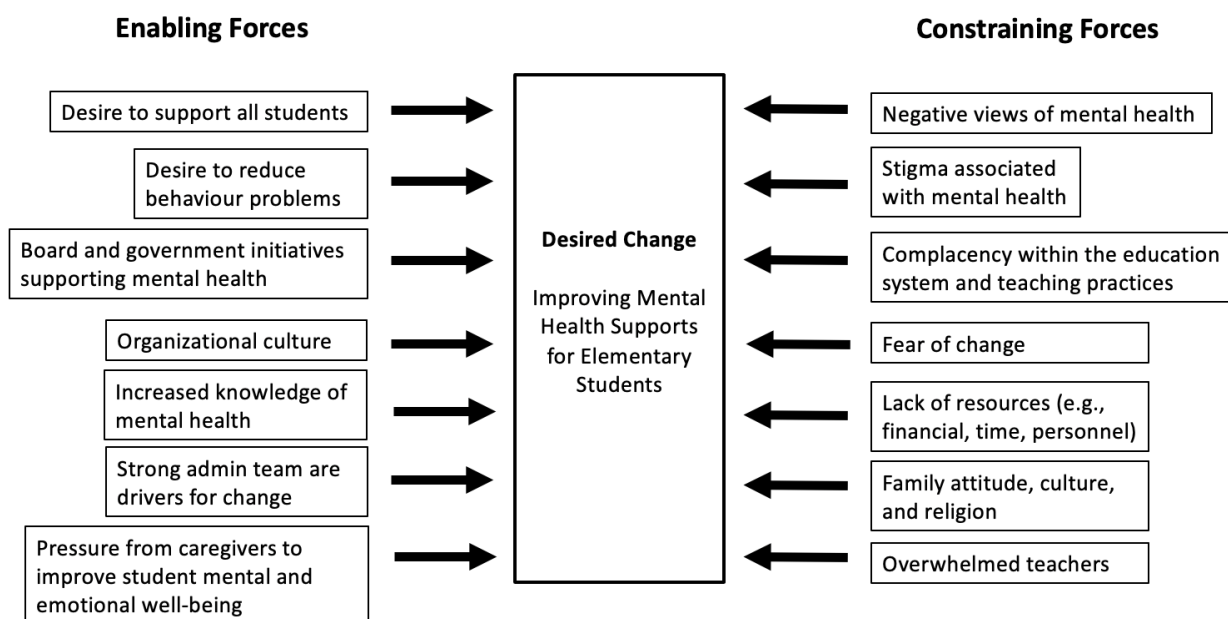 Enabling Forces
Desire to support all students
Desire to reduce
behaviour problems
Board and government initiatives
supporting mental health
Organizational culture
Increased knowledge of
mental health
Strong admin team are
drivers for change
Pressure from caregivers to
improve student mental and
emotional well-being
Desired Change
Improving Mental
Health Supports
for Elementary
Students
Constraining Forces
Negative views of mental health
Stigma associated
with mental health
Complacency within the education
system and teaching practices
Fear of change
Lack of resources (e.g.,
financial, time, personnel)
Family attitude, culture,
and religion
Overwhelmed teachers